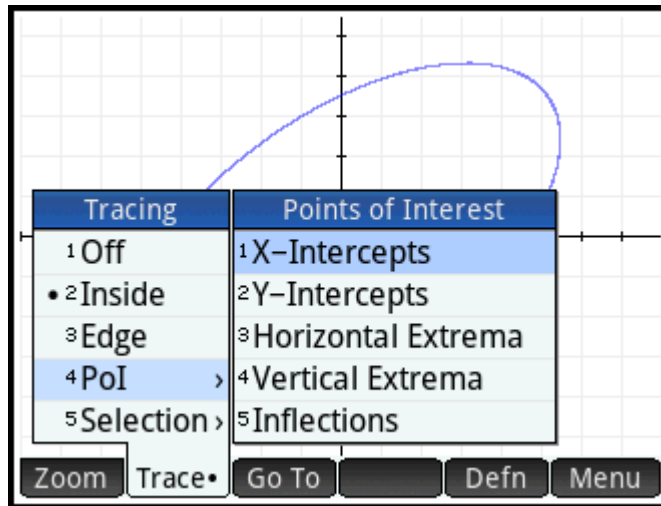 Tracing
1 Off
• 2 Inside
3 Edge
4 PoI ›
5 Selection ›
Points of Interest
1 X–Intercepts
2 Y–Intercepts
3 Horizontal Extrema
4 Vertical Extrema
5 Inflections
Zoom Trace• Go To Defn Menu